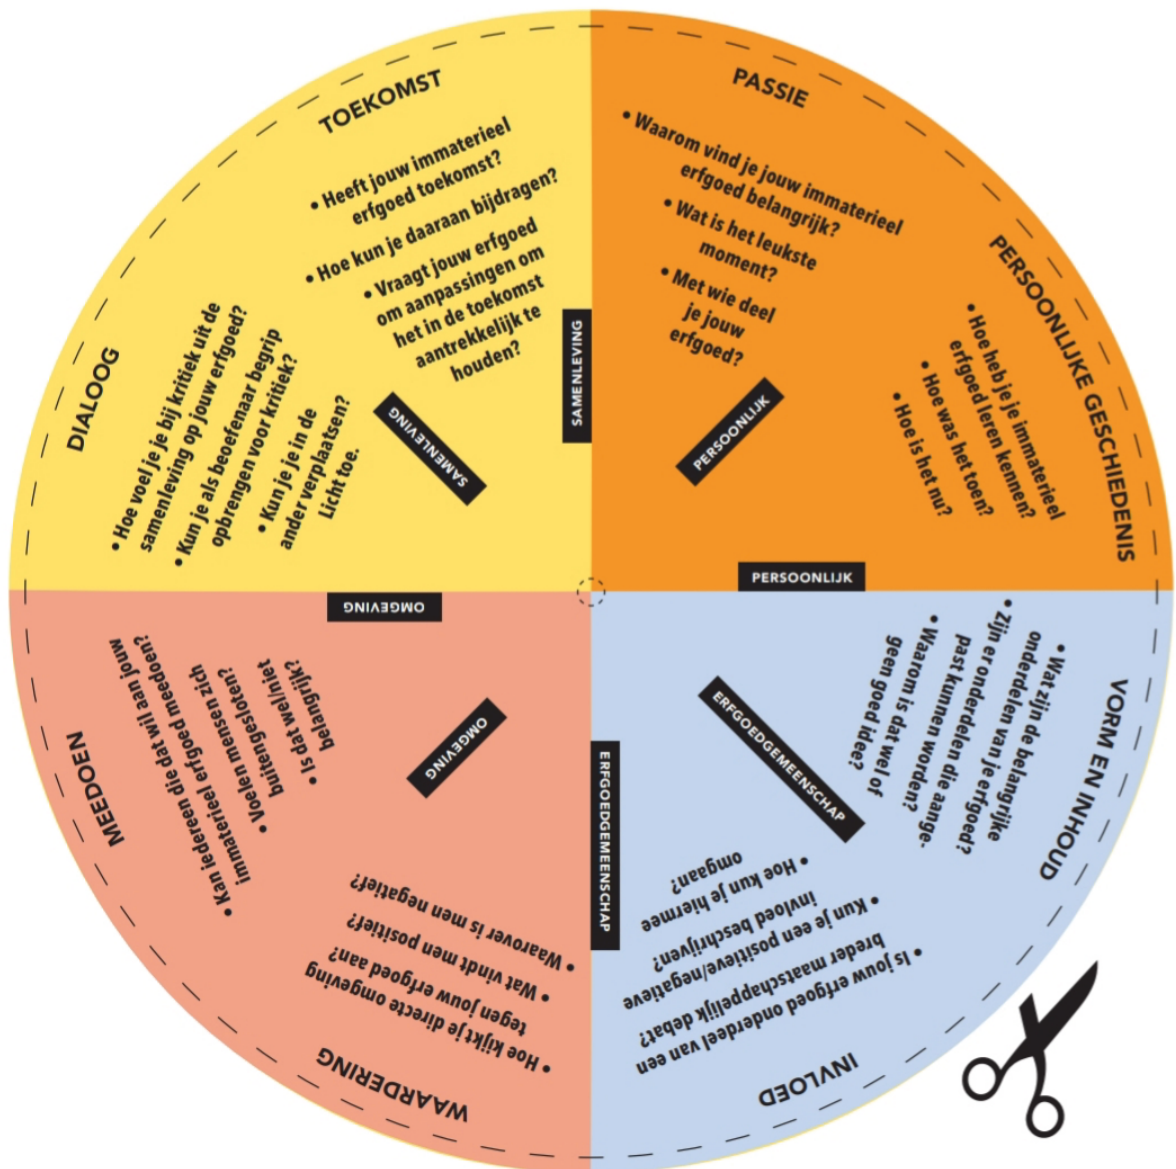 PASSIE
• Waarom vind je jouw immaterieel
erfgoed belangrijk?
• Wat is het leukste
moment?
• Met wie deel
je jouw
erfgoed?
PERSOONLIJK
PERSOONLIJKE GESCHIEDENIS
• Hoe heb je je immaterieel
erfgoed leren kennen?
• Hoe was het toen?
• Hoe is het nu?
PERSOONLIJK
VORM EN INHOUD
• Wat zijn de belangrijke
onderdelen van je erfgoed?
• Zijn er onderdelen die aange-
past kunnen worden?
• Waarom is dat wel of
geen goed idee?
ERFGOEDGEMEENSCHAP
INVLOED
• Is jouw erfgoed onderdeel van een
breder maatschappelijk debat?
• Kun je een positieve/negatieve
invloed beschrijven?
• Hoe kun je hiermee
omgaan?
ERFGOEDGEMEENSCHAP
WAARDERING
• Hoe kijkt je directe omgeving
tegen jouw erfgoed aan?
• Wat vindt men positief?
• Waarover is men negatief?
OMGEVING
MEEDOEN
• Kan iedereen die dat wil aan jouw
immaterieel erfgoed meedoen?
• Voelen mensen zich
buitengesloten?
• Is dat wel/niet
belangrijk?
OMGEVING
DIALOOG
• Hoe voel je je bij kritiek uit de
samenleving op jouw erfgoed?
• Kun je als beoefenaar begrip
opbrengen voor kritiek?
• Kun je je in de
ander verplaatsen?
Licht toe.
SAMENLEVING
TOEKOMST
• Heeft jouw immaterieel
erfgoed toekomst?
• Hoe kun je daaraan bijdragen?
• Vraagt jouw erfgoed
om aanpassingen om
het in de toekomst
aantrekkelijk te
houden?
SAMENLEVING